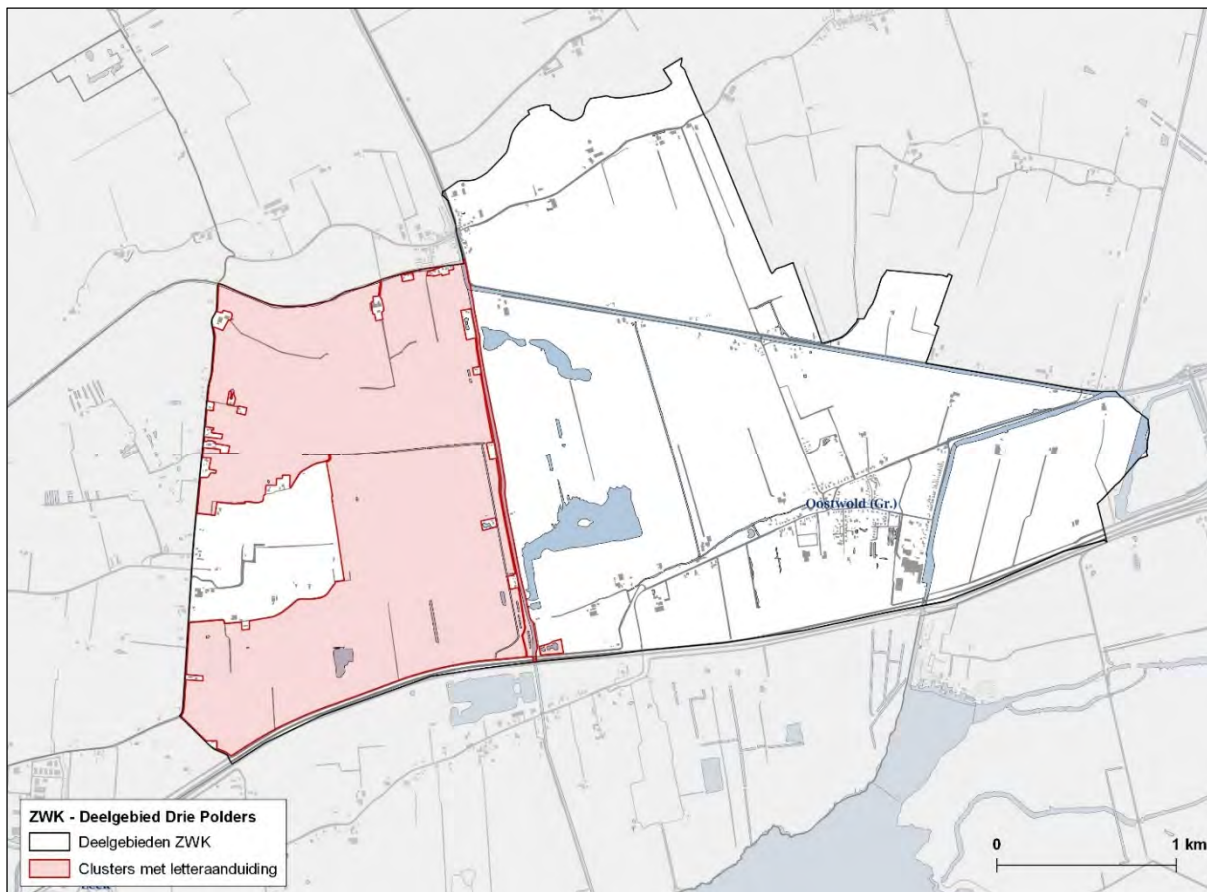 Oostwold (Gr.)
ZWK - Deelgebied Drie Polders
Deelgebieden ZWK
Clusters met letteraanduiding
0 1 km